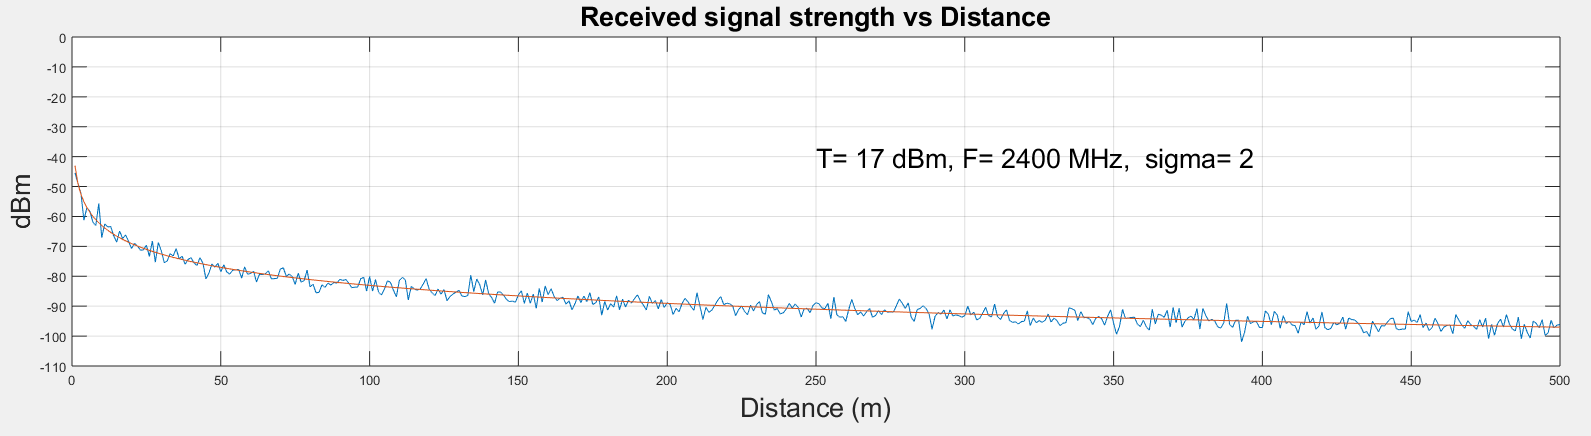 Received signal strength vs Distance
0
-10
-20
-30
-40
-50
-60
-70
-80
-90
-100
-110
dBm
T= 17 dBm, F= 2400 MHz,  sigma= 2
0 50 100 150 200 250 300 350 400 450 500
Distance (m)